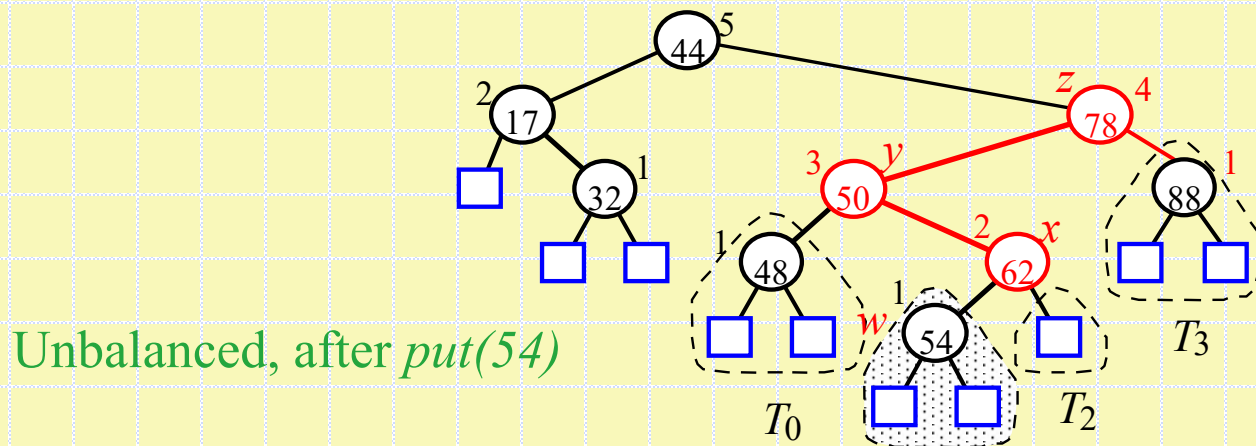 44 5
2 17
z 78 4
32 1
3 50 y
88 1
1 48
2 62 x
w 1 54
Unbalanced, after put(54)
T3
T0
T2